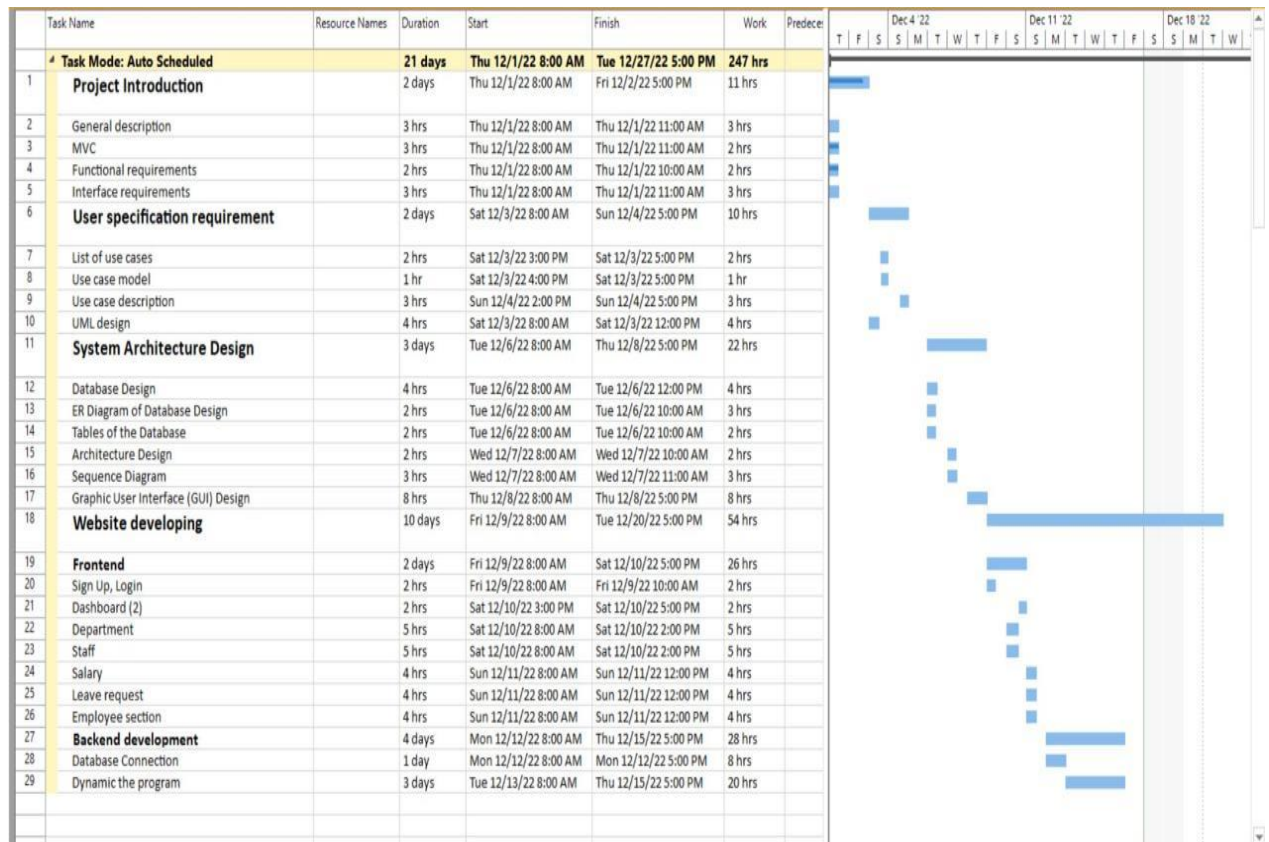 Task Name Resource Names Duration Start Finish Work Predeces Dec 4 '22 Dec 11 '22 Dec 18 '22
T F S S M T W T F S S M T W T F S S M T W
Task Mode: Auto Scheduled 21 days Thu 12/1/22 8:00 AM Tue 12/27/22 5:00 PM 247 hrs
1 Project Introduction 2 days Thu 12/1/22 8:00 AM Fri 12/2/22 5:00 PM 11 hrs
2 General description 3 hrs Thu 12/1/22 8:00 AM Thu 12/1/22 11:00 AM 3 hrs
3 MVC 3 hrs Thu 12/1/22 8:00 AM Thu 12/1/22 11:00 AM 2 hrs
4 Functional requirements 2 hrs Thu 12/1/22 8:00 AM Thu 12/1/22 10:00 AM 2 hrs
5 Interface requirements 3 hrs Thu 12/1/22 8:00 AM Thu 12/1/22 11:00 AM 3 hrs
6 User specification requirement 2 days Sat 12/3/22 8:00 AM Sun 12/4/22 5:00 PM 10 hrs
7 List of use cases 2 hrs Sat 12/3/22 3:00 PM Sat 12/3/22 5:00 PM 2 hrs
8 Use case model 1 hr Sat 12/3/22 4:00 PM Sat 12/3/22 5:00 PM 1 hr
9 Use case description 3 hrs Sun 12/4/22 2:00 PM Sun 12/4/22 5:00 PM 3 hrs
10 UML design 4 hrs Sat 12/3/22 8:00 AM Sat 12/3/22 12:00 PM 4 hrs
11 System Architecture Design 3 days Tue 12/6/22 8:00 AM Thu 12/8/22 5:00 PM 22 hrs
12 Database Design 4 hrs Tue 12/6/22 8:00 AM Tue 12/6/22 12:00 PM 4 hrs
13 ER Diagram of Database Design 2 hrs Tue 12/6/22 8:00 AM Tue 12/6/22 10:00 AM 3 hrs
14 Tables of the Database 2 hrs Tue 12/6/22 8:00 AM Tue 12/6/22 10:00 AM 2 hrs
15 Architecture Design 2 hrs Wed 12/7/22 8:00 AM Wed 12/7/22 10:00 AM 2 hrs
16 Sequence Diagram 3 hrs Wed 12/7/22 8:00 AM Wed 12/7/22 11:00 AM 3 hrs
17 Graphic User Interface (GUI) Design 8 hrs Thu 12/8/22 8:00 AM Thu 12/8/22 5:00 PM 8 hrs
18 Website developing 10 days Fri 12/9/22 8:00 AM Tue 12/20/22 5:00 PM 54 hrs
19 Frontend 2 days Fri 12/9/22 8:00 AM Sat 12/10/22 5:00 PM 26 hrs
20 Sign Up, Login 2 hrs Fri 12/9/22 8:00 AM Fri 12/9/22 10:00 AM 2 hrs
21 Dashboard (2) 2 hrs Sat 12/10/22 3:00 PM Sat 12/10/22 5:00 PM 2 hrs
22 Department 5 hrs Sat 12/10/22 8:00 AM Sat 12/10/22 2:00 PM 5 hrs
23 Staff 5 hrs Sat 12/10/22 8:00 AM Sat 12/10/22 2:00 PM 5 hrs
24 Salary 4 hrs Sun 12/11/22 8:00 AM Sun 12/11/22 12:00 PM 4 hrs
25 Leave request 4 hrs Sun 12/11/22 8:00 AM Sun 12/11/22 12:00 PM 4 hrs
26 Employee section 4 hrs Sun 12/11/22 8:00 AM Sun 12/11/22 12:00 PM 4 hrs
27 Backend development 4 days Mon 12/12/22 8:00 AM Thu 12/15/22 5:00 PM 28 hrs
28 Database Connection 1 day Mon 12/12/22 8:00 AM Mon 12/12/22 5:00 PM 8 hrs
29 Dynamic the program 3 days Tue 12/13/22 8:00 AM Thu 12/15/22 5:00 PM 20 hrs